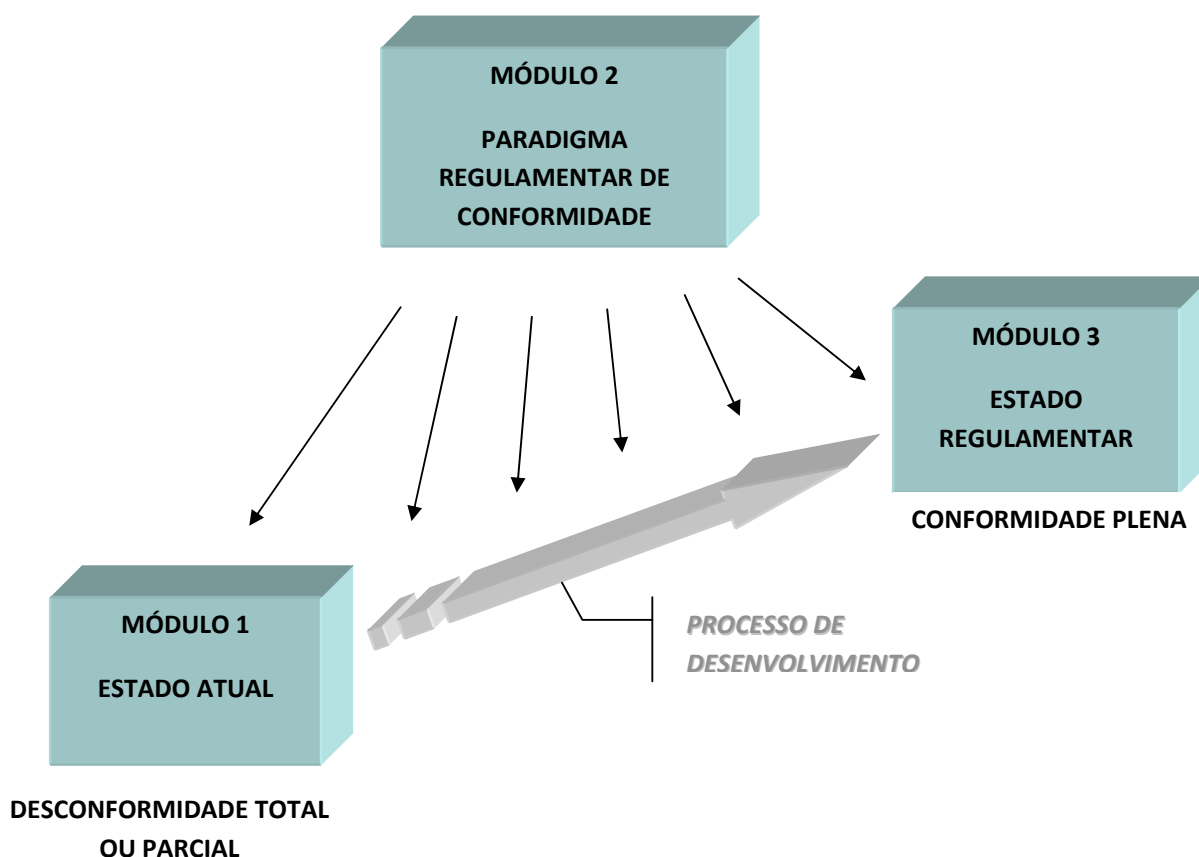 MÓDULO 2
PARADIGMA
REGULAMENTAR DE
CONFORMIDADE
MÓDULO 3
ESTADO
REGULAMENTAR
CONFORMIDADE PLENA
MÓDULO 1
ESTADO ATUAL
PROCESSO DE
DESENVOLVIMENTO
DESCONFORMIDADE TOTAL
OU PARCIAL